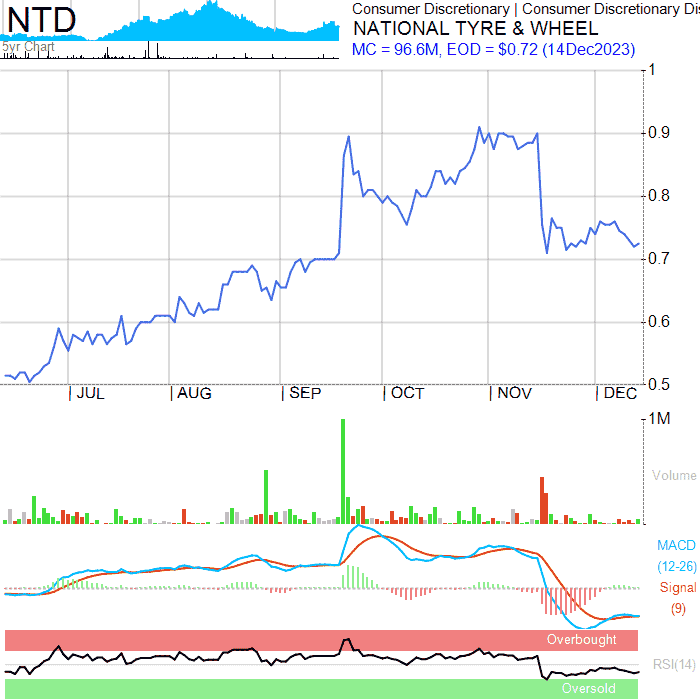 NTD
5yr Chart
Consumer Discretionary | Consumer Discretionary Dis
NATIONAL TYRE & WHEEL
MC = 96.6M, EOD = $0.72 (14Dec2023)
1
0.9
0.8
0.7
0.6
0.5
| JUL | AUG | SEP | OCT | NOV | DEC
1M
Volume
MACD
(12-26)
Signal
(9)
Overbought
RSI(14)
Oversold